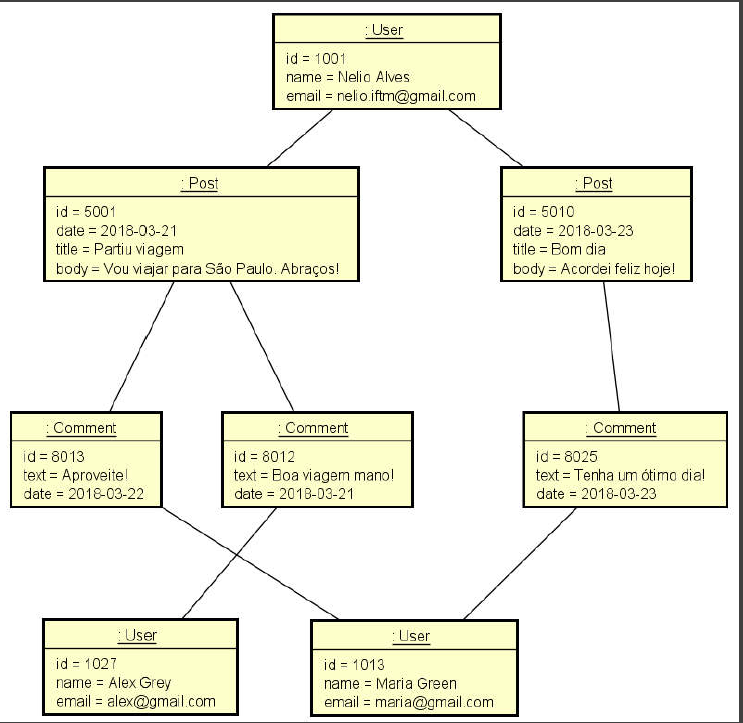 : User
id = 1001
name = Nelio Alves
email = nelio.iftm@gmail.com
: Post
id = 5001
date = 2018-03-21
title = Partiu viagem
body = Vou viajar para São Paulo. Abraços!
: Post
id = 5010
date = 2018-03-23
title = Bom dia
body = Acordei feliz hoje!
: Comment
id = 8013
text = Aproveite!
date = 2018-03-22
: Comment
id = 8012
text = Boa viagem mano!
date = 2018-03-21
: Comment
id = 8025
text = Tenha um ótimo dia!
date = 2018-03-23
: User
id = 1027
name = Alex Grey
email = alex@gmail.com
: User
id = 1013
name = Maria Green
email = maria@gmail.com